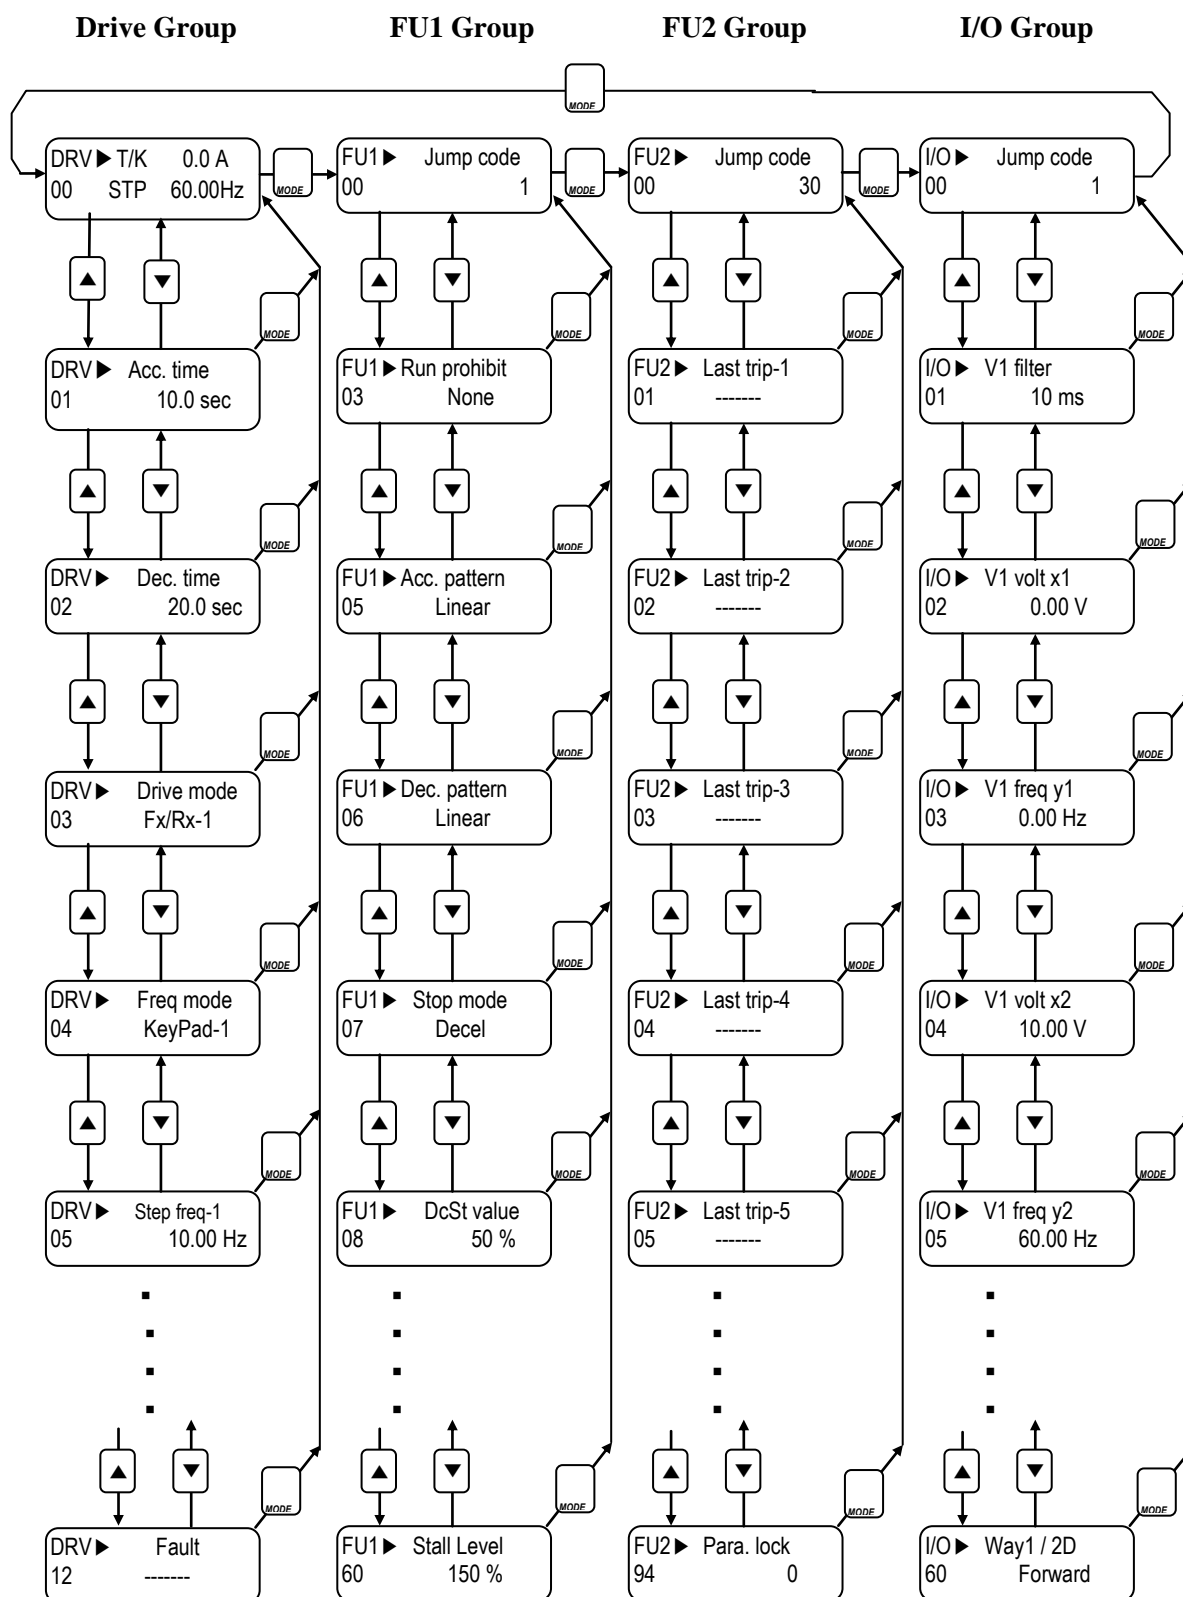 Drive Group FU1 Group FU2 Group I/O Group
MODE
DRV▶ T/K 0.0 A
00 STP 60.00Hz
MODE
FU1▶ Jump code
00 1
MODE
FU2▶ Jump code
00 30
MODE
I/O▶ Jump code
00 1
▲ ▼ ▲ ▼ ▲ ▼ ▲ ▼
MODE MODE MODE MODE
DRV▶ Acc. time
01 10.0 sec
FU1▶ Run prohibit
03 None
FU2▶ Last trip-1
01 -------
I/O▶ V1 filter
01 10 ms
▲ ▼ ▲ ▼ ▲ ▼ ▲ ▼
MODE MODE MODE MODE
DRV▶ Dec. time
02 20.0 sec
FU1▶ Acc. pattern
05 Linear
FU2▶ Last trip-2
02 -------
I/O▶ V1 volt x1
02 0.00 V
▲ ▼ ▲ ▼ ▲ ▼ ▲ ▼
MODE MODE MODE MODE
DRV▶ Drive mode
03 Fx/Rx-1
FU1▶ Dec. pattern
06 Linear
FU2▶ Last trip-3
03 -------
I/O▶ V1 freq y1
03 0.00 Hz
▲ ▼ ▲ ▼ ▲ ▼ ▲ ▼
MODE MODE MODE MODE
DRV▶ Freq mode
04 KeyPad-1
FU1▶ Stop mode
07 Decel
FU2▶ Last trip-4
04 -------
I/O▶ V1 volt x2
04 10.00 V
▲ ▼ ▲ ▼ ▲ ▼ ▲ ▼
MODE MODE MODE MODE
DRV▶ Step freq-1
05 10.00 Hz
FU1▶ DcSt value
08 50 %
FU2▶ Last trip-5
05 -------
I/O▶ V1 freq y2
05 60.00 Hz
▲ ▼ ▲ ▼ ▲ ▼ ▲ ▼
MODE MODE MODE MODE
DRV▶ Fault
12 -------
FU1▶ Stall Level
60 150 %
FU2▶ Para. lock
94 0
I/O▶ Way1 / 2D
60 Forward